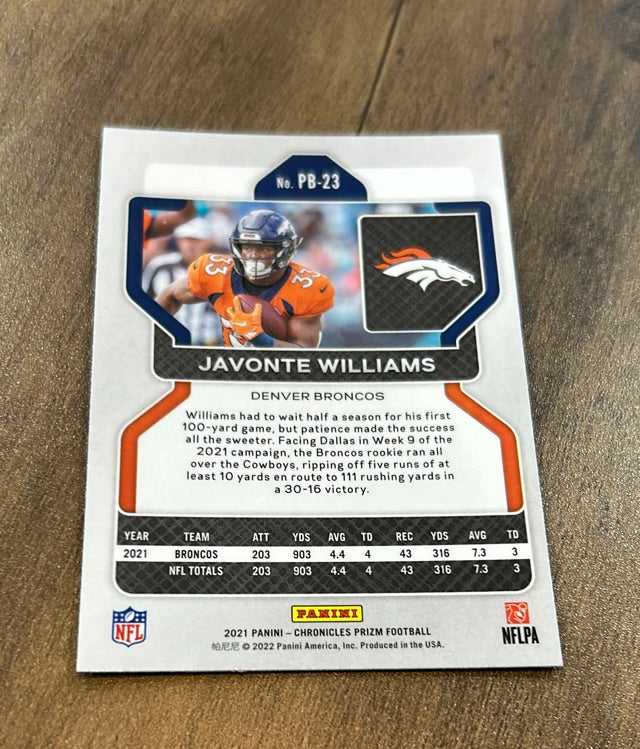 No. PB-23
33
33
JAVONTE WILLIAMS
DENVER BRONCOS
Williams had to wait half a season for his first
100-yard game, but patience made the success
all the sweeter. Facing Dallas in Week 9 of the
2021 campaign, the Broncos rookie ran all
over the Cowboys, ripping off five runs of at
least 10 yards en route to 111 rushing yards in
a 30-16 victory.
YEAR TEAM ATT YDS AVG TD REC YDS AVG TD
2021 BRONCOS 203 903 4.4 4 43 316 7.3 3
NFL TOTALS 203 903 4.4 4 43 316 7.3 3
PANINI
NFL
NFLPA
2021 PANINI – CHRONICLES PRIZM FOOTBALL
帕尼尼 © 2022 Panini America, Inc. Produced in the USA.